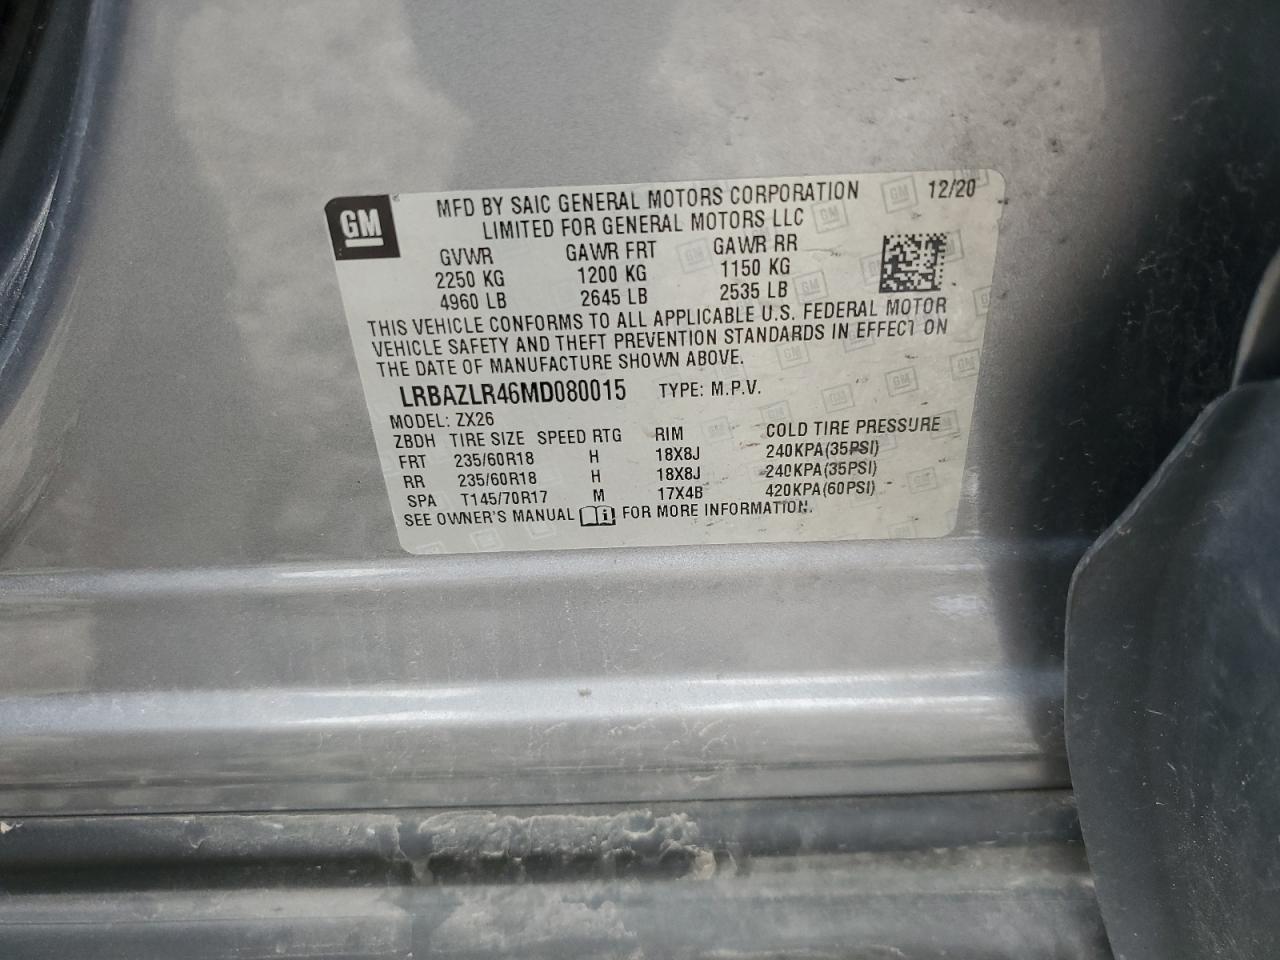 GM
MFD BY SAIC GENERAL MOTORS CORPORATION 12/20
LIMITED FOR GENERAL MOTORS LLC
GVWR GAWR FRT GAWR RR
2250 KG 1200 KG 1150 KG
4960 LB 2645 LB 2535 LB
THIS VEHICLE CONFORMS TO ALL APPLICABLE U.S. FEDERAL MOTOR
VEHICLE SAFETY AND THEFT PREVENTION STANDARDS IN EFFECT ON
THE DATE OF MANUFACTURE SHOWN ABOVE.
LRBAZLR46MD080015 TYPE: M.P.V.
MODEL: ZX26
ZBDH TIRE SIZE SPEED RTG RIM COLD TIRE PRESSURE
FRT 235/60R18 H 18X8J 240KPA(35PSI)
RR 235/60R18 H 18X8J 240KPA(35PSI)
SPA T145/70R17 M 17X4B 420KPA(60PSI)
SEE OWNER'S MANUAL FOR MORE INFORMATION.